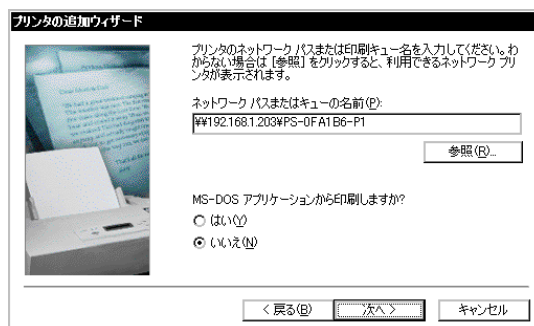 プリンタの追加ウィザード
プリンタのネットワーク パスまたは印刷キュー名を入力してください。わ
からない場合は [参照] をクリックすると、利用できるネットワーク プリ
ンタが表示されます。
ネットワーク パスまたはキューの名前(P):
¥¥192.168.1.203¥PS-0FA1B6-P1
参照(R)...
MS-DOS アプリケーションから印刷しますか?
はい(Y)
いいえ(N)
< 戻る(B)
次へ >
キャンセル